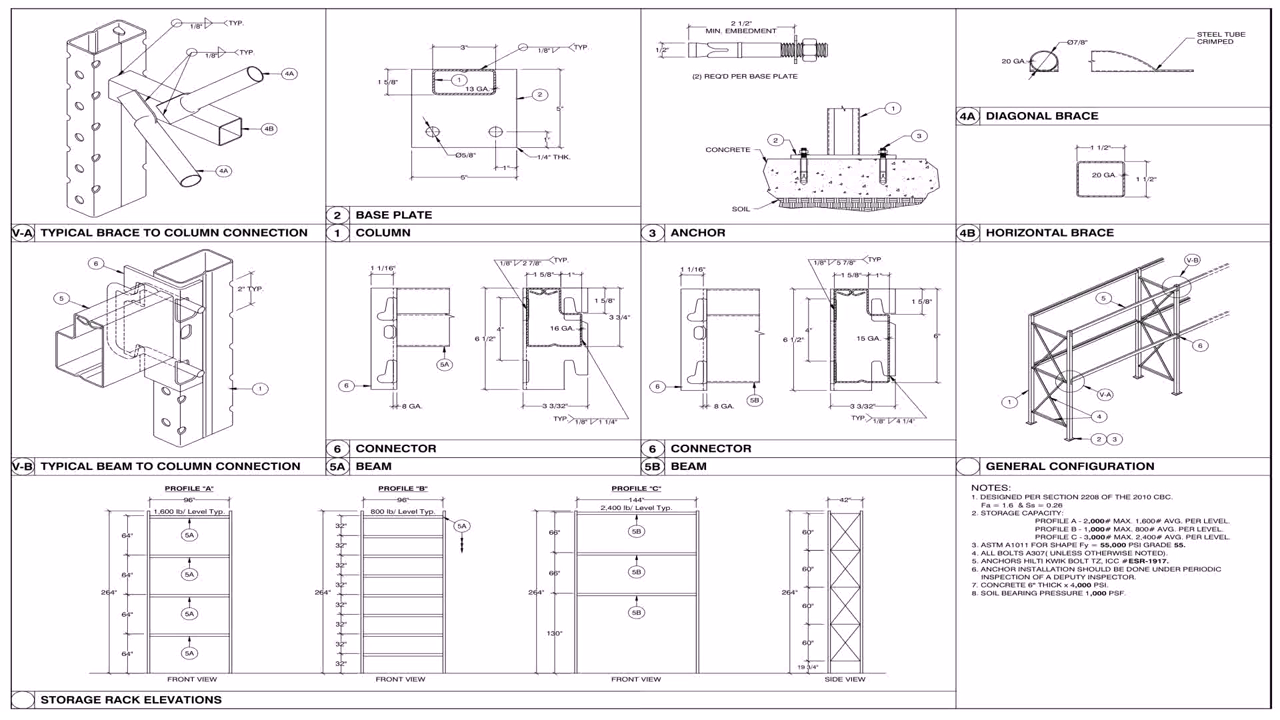 1/8"
TYP.
1/8"
TYP.
4A
4B
4A
V-A TYPICAL BRACE TO COLUMN CONNECTION
3"
1/8"
TYP.
1 5/8"
1
13 GA.
2
5"
Ø5/8"
1"
1/4" THK.
5"
2 BASE PLATE
1 COLUMN
2 1/2"
MIN. EMBEDMENT
1/2"
(2) REQ'D PER BASE PLATE
1
2
3
CONCRETE
SOIL
3 ANCHOR
Ø7/8"
20 GA.
STEEL TUBE
CRIMPED
4A DIAGONAL BRACE
1 1/2"
20 GA.
1 1/2"
4B HORIZONTAL BRACE
6
5
2" TYP.
1
V-B TYPICAL BEAM TO COLUMN CONNECTION
1 1/16"
1/8" 2 7/8" TYP.
1 5/8" 1"
1 5/8"
3 3/4"
16 GA.
4"
6 1/2"
5A
6
8 GA.
3 3/32"
TYP. 1/8" 1 1/4"
6 CONNECTOR
5A BEAM
1 1/16"
1/8" 5 7/8" TYP.
1 5/8" 1"
1 5/8"
15 GA.
4"
6"
6 1/2"
6
5B
8 GA.
3 3/32"
TYP. 1/8" 4 1/4"
6 CONNECTOR
5B BEAM
V-B
5
6
1
V-A
4
2 3
GENERAL CONFIGURATION
PROFILE "A"
96"
1,600 lb/ Level Typ.
64"
5A
64"
5A
264"
64"
5A
64"
5A
FRONT VIEW
PROFILE "B"
96"
800 lb/ Level Typ.
5A
32"
32"
32"
32"
264"
32"
32"
32"
32"
FRONT VIEW
PROFILE "C"
144"
2,400 lb/ Level Typ.
66"
5B
66"
5B
264"
5B
130"
FRONT VIEW
42"
60"
60"
264"
60"
60"
19 3/4"
SIDE VIEW
STORAGE RACK ELEVATIONS
NOTES:
1. DESIGNED PER SECTION 2208 OF THE 2010 CBC.
Fa = 1.6 & Ss = 0.26
2. STORAGE CAPACITY:
PROFILE A - 2,000# MAX. 1,600# AVG. PER LEVEL.
PROFILE B - 1,000# MAX. 800# AVG. PER LEVEL.
PROFILE C - 3,000# MAX. 2,400# AVG. PER LEVEL.
3. ASTM A1011 FOR SHAPE Fy = 55,000 PSI GRADE 55.
4. ALL BOLTS A307( UNLESS OTHERWISE NOTED).
5. ANCHORS HILTI KWIK BOLT TZ, ICC #ESR-1917.
6. ANCHOR INSTALLATION SHOULD BE DONE UNDER PERIODIC
INSPECTION OF A DEPUTY INSPECTOR.
7. CONCRETE 6" THICK x 4,000 PSI.
8. SOIL BEARING PRESSURE 1,000 PSF.